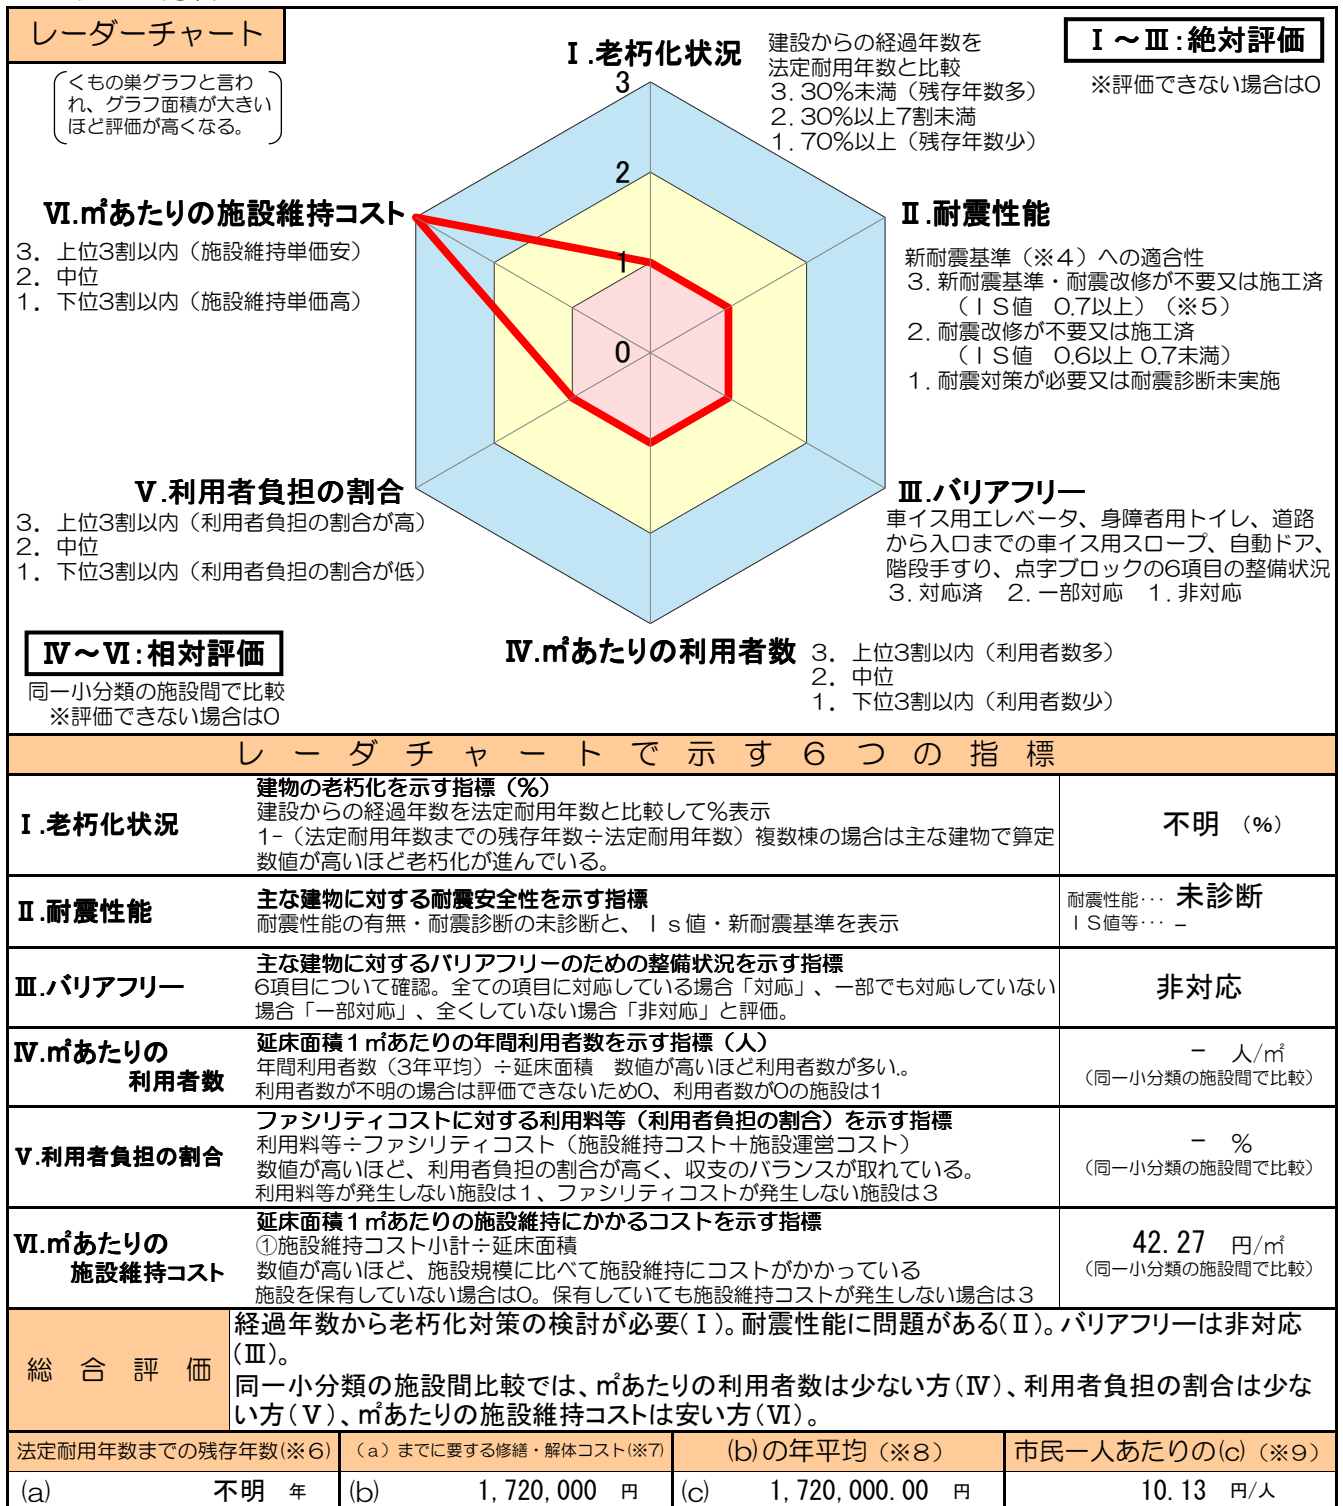 レーダーチャート
くもの巣グラフと言わ
れ、グラフ面積が大きい
ほど評価が高くなる。
Ⅰ.老朽化状況
建設からの経過年数を
法定耐用年数と比較
3.30%未満（残存年数多）
2.30%以上7割未満
1.70%以上（残存年数少）
Ⅰ～Ⅲ:絶対評価
※評価できない場合は0
3
2
1
0
Ⅵ.㎡あたりの施設維持コスト
3. 上位3割以内（施設維持単価安）
2. 中位
1. 下位3割以内（施設維持単価高）
Ⅱ.耐震性能
新耐震基準（※4）への適合性
3. 新耐震基準・耐震改修が不要又は施工済
（ＩＳ値　0.7以上）（※5）
2. 耐震改修が不要又は施工済
（ＩＳ値　0.6以上 0.7未満）
1. 耐震対策が必要又は耐震診断未実施
Ⅴ.利用者負担の割合
3. 上位3割以内（利用者負担の割合が高）
2. 中位
1. 下位3割以内（利用者負担の割合が低）
Ⅲ.バリアフリー
車イス用エレベータ、身障者用トイレ、道路
から入口までの車イス用スロープ、自動ドア、
階段手すり、点字ブロックの6項目の整備状況
3. 対応済　2. 一部対応　1. 非対応
Ⅳ～Ⅵ:相対評価
同一小分類の施設間で比較
※評価できない場合は0
Ⅳ.㎡あたりの利用者数
3. 上位3割以内（利用者数多）
2. 中位
1. 下位3割以内（利用者数少）
レーダチャートで示す６つの指標
Ⅰ.老朽化状況
建物の老朽化を示す指標（％）
建設からの経過年数を法定耐用年数と比較して％表示
1-（法定耐用年数までの残存年数÷法定耐用年数）複数棟の場合は主な建物で算定
数値が高いほど老朽化が進んでいる。
不明 （%）
Ⅱ.耐震性能
主な建物に対する耐震安全性を示す指標
耐震性能の有無・耐震診断の未診断と、Ｉｓ値・新耐震基準を表示
耐震性能･･･ 未診断
ＩＳ値等･･･ －
Ⅲ.バリアフリー
主な建物に対するバリアフリーのための整備状況を示す指標
6項目について確認。全ての項目に対応している場合「対応」、一部でも対応していない
場合「一部対応」、全くしていない場合「非対応」と評価。
非対応
Ⅳ.㎡あたりの
利用者数
延床面積１㎡あたりの年間利用者数を示す指標（人）
年間利用者数（3年平均）÷延床面積　数値が高いほど利用者数が多い。
利用者数が不明の場合は評価できないため0、利用者数が0の施設は1
－ 人/㎡
（同一小分類の施設間で比較）
Ⅴ.利用者負担の割合
ファシリティコストに対する利用料等（利用者負担の割合）を示す指標
利用料等÷ファシリティコスト（施設維持コスト＋施設運営コスト）
数値が高いほど、利用者負担の割合が高く、収支のバランスが取れている。
利用料等が発生しない施設は１、ファシリティコストが発生しない施設は３
－ %
（同一小分類の施設間で比較）
Ⅵ.㎡あたりの
施設維持コスト
延床面積１㎡あたりの施設維持にかかるコストを示す指標
①施設維持コスト小計÷延床面積
数値が高いほど、施設規模に比べて施設維持にコストがかかっている
施設を保有していない場合は0。保有していても施設維持コストが発生しない場合は３
42.27 円/㎡
（同一小分類の施設間で比較）
総合評価
経過年数から老朽化対策の検討が必要(Ⅰ)。耐震性能に問題がある(Ⅱ)。バリアフリーは非対応
(Ⅲ)。
同一小分類の施設間比較では、㎡あたりの利用者数は少ない方(Ⅳ)、利用者負担の割合は少な
い方(Ⅴ)、㎡あたりの施設維持コストは安い方(Ⅵ)。
法定耐用年数までの残存年数(※6)
（a）までに要する修繕・解体コスト(※7)
(b)の年平均（※8）
市民一人あたりの(c)（※9）
(a) 不明 年
(b) 1,720,000 円
(c) 1,720,000.00 円
10.13 円/人